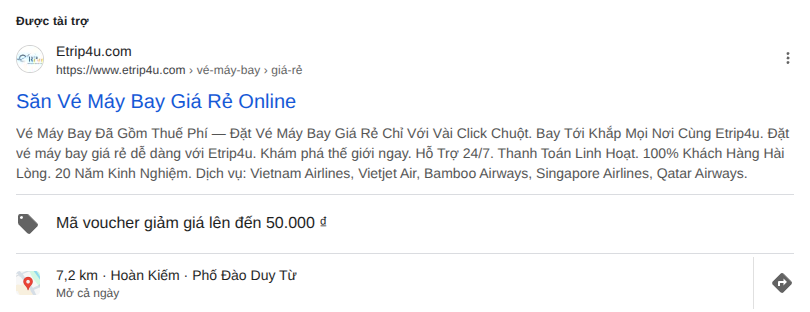 Được tài trợ
Etrip4u.com
https://www.etrip4u.com › vé-máy-bay › giá-rẻ
Săn Vé Máy Bay Giá Rẻ Online
Vé Máy Bay Đã Gồm Thuế Phí — Đặt Vé Máy Bay Giá Rẻ Chỉ Với Vài Click Chuột. Bay Tới Khắp Mọi Nơi Cùng Etrip4u. Đặt
vé máy bay giá rẻ dễ dàng với Etrip4u. Khám phá thế giới ngay. Hỗ Trợ 24/7. Thanh Toán Linh Hoạt. 100% Khách Hàng Hài
Lòng. 20 Năm Kinh Nghiệm. Dịch vụ: Vietnam Airlines, Vietjet Air, Bamboo Airways, Singapore Airlines, Qatar Airways.
Mã voucher giảm giá lên đến 50.000 ₫
7,2 km · Hoàn Kiếm · Phố Đào Duy Từ
Mở cả ngày